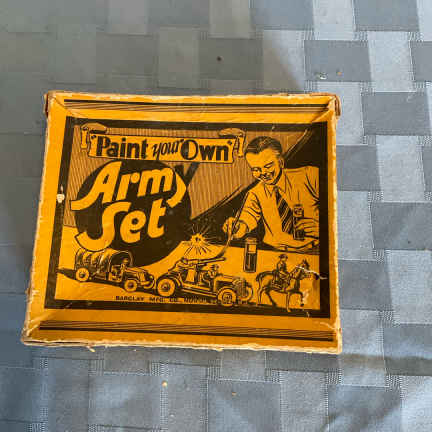 "Paint your Own"
Army
Set
BARCLAY MFG. CO.